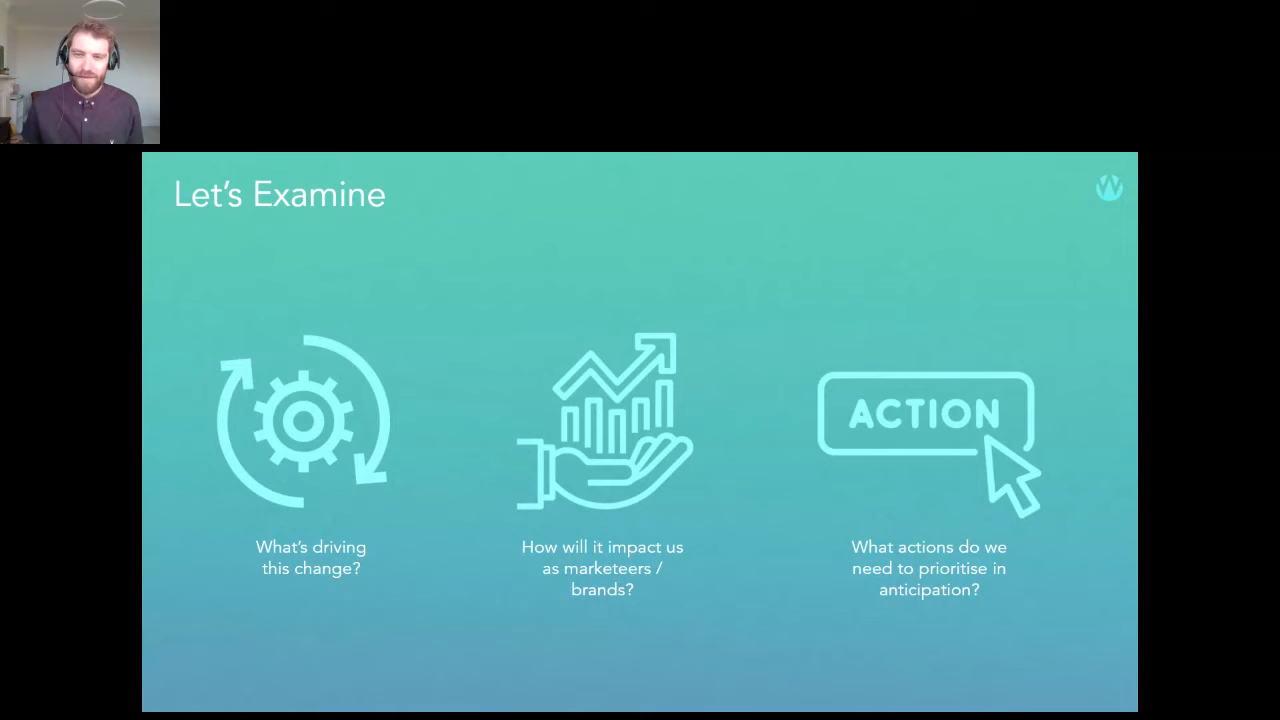 Let's Examine
ACTION
What's driving
this change?
How will it impact us
as marketeers /
brands?
What actions do we
need to prioritise in
anticipation?